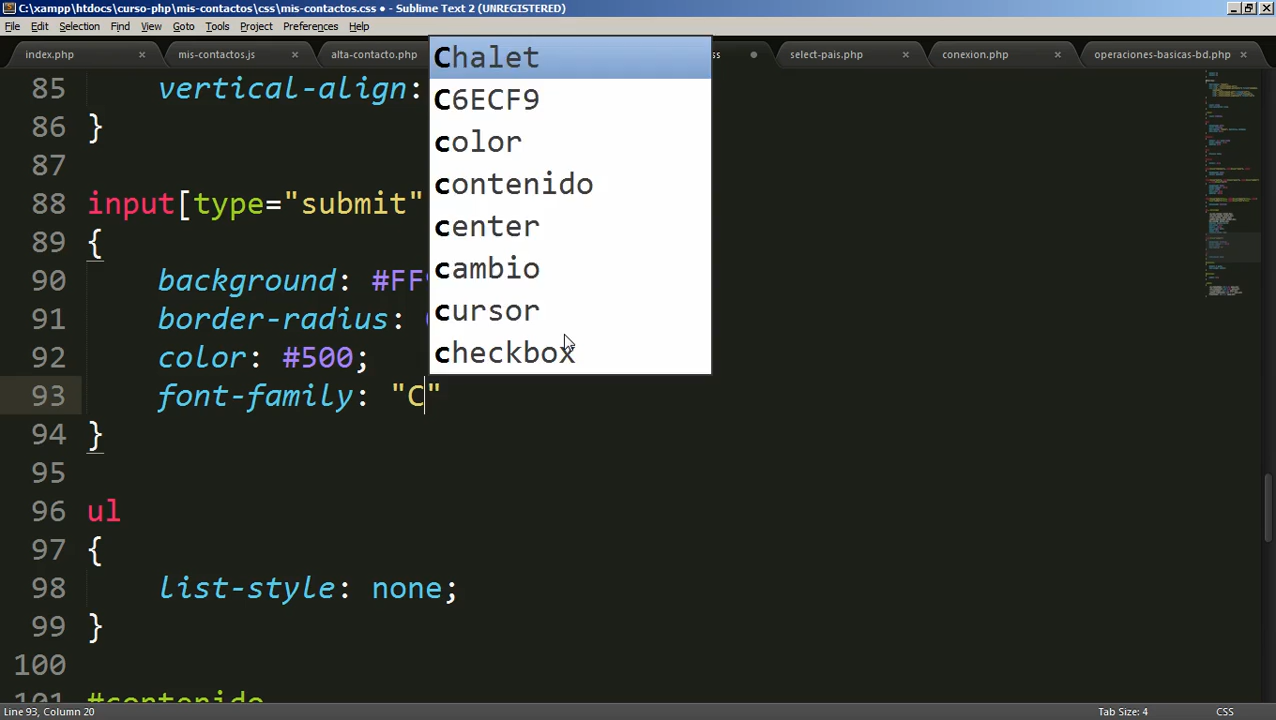 C:\xampp\htdocs\curso-php\mis-contactos\css\mis-contactos.css • - Sublime Text 2 (UNREGISTERED)
File Edit Selection Find View Goto Tools Project Preferences Help
index.php mis-contactos.js alta-contacto.php ss select-pais.php conexion.php operaciones-basicas-bd.php
85 vertical-align:
86 }
87
88 input[type="submit"
89 {
90 background: #FF
91 border-radius:
92 color: #500;
93 font-family: "C"
94 }
95
96 ul
97 {
98 list-style: none;
99 }
100
101 #contenido
Chalet
C6ECF9
color
contenido
center
cambio
cursor
checkbox
Line 93, Column 20 Tab Size: 4 CSS